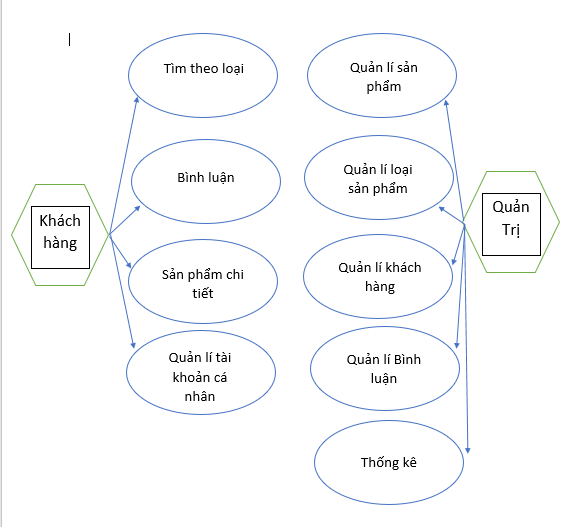 Khách
hàng
Tìm theo loại
Bình luận
Sản phẩm chi
tiết
Quản lí tài
khoản cá
nhân
Quản lí sản
phẩm
Quản lí loại
sản phẩm
Quản lí khách
hàng
Quản lí Bình
luận
Thống kê
Quản
Trị